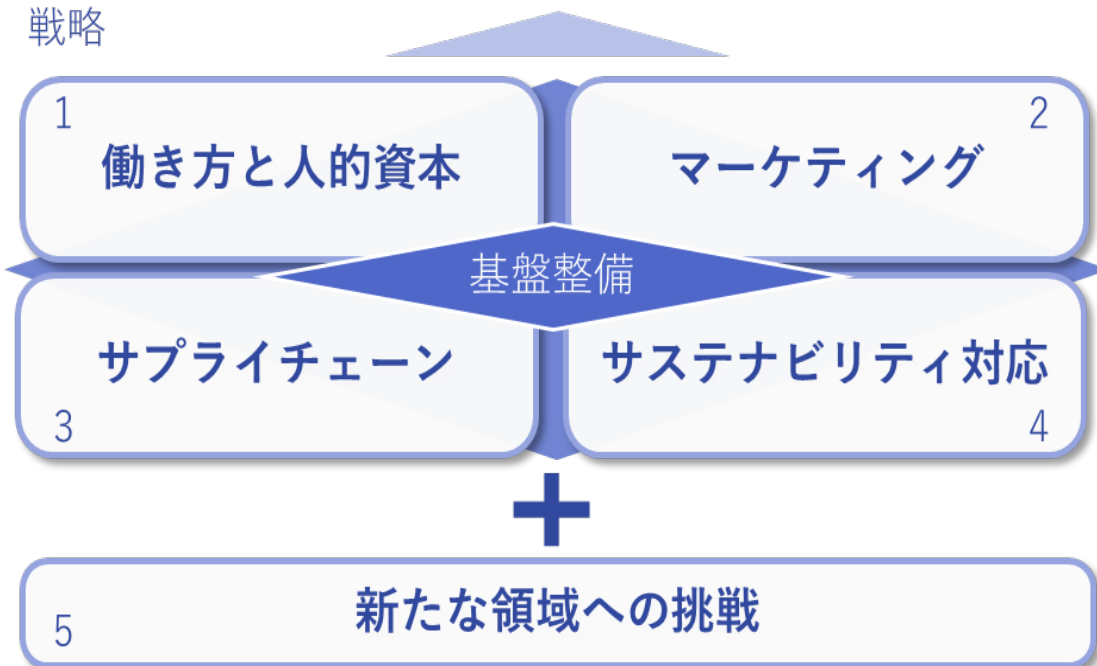 戦略
1
働き方と人的資本
2
マーケティング
基盤整備
サプライチェーン
3
サステナビリティ対応
4
新たな領域への挑戦
5